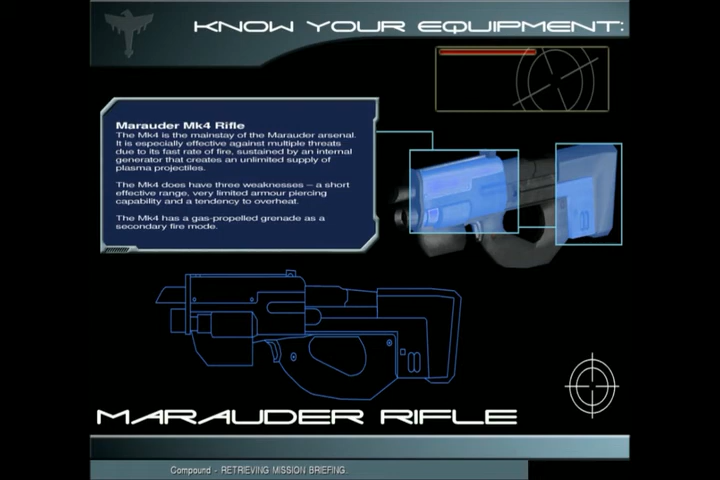 KNOW YOUR EQUIPMENT:
Marauder Mk4 Rifle
The Mk4 is the mainstay of the Marauder arsenal.
It is especially effective against multiple threats
due to its fast rate of fire, sustained by an internal
generator that creates an unlimited supply of
plasma projectiles.
The Mk4 does have three weaknesses – a short
effective range, very limited armour piercing
capability and a tendency to overheat.
The Mk4 has a gas-propelled grenade as a
secondary fire mode.
MARAUDER RIFLE
Compound - RETRIEVING MISSION BRIEFING.